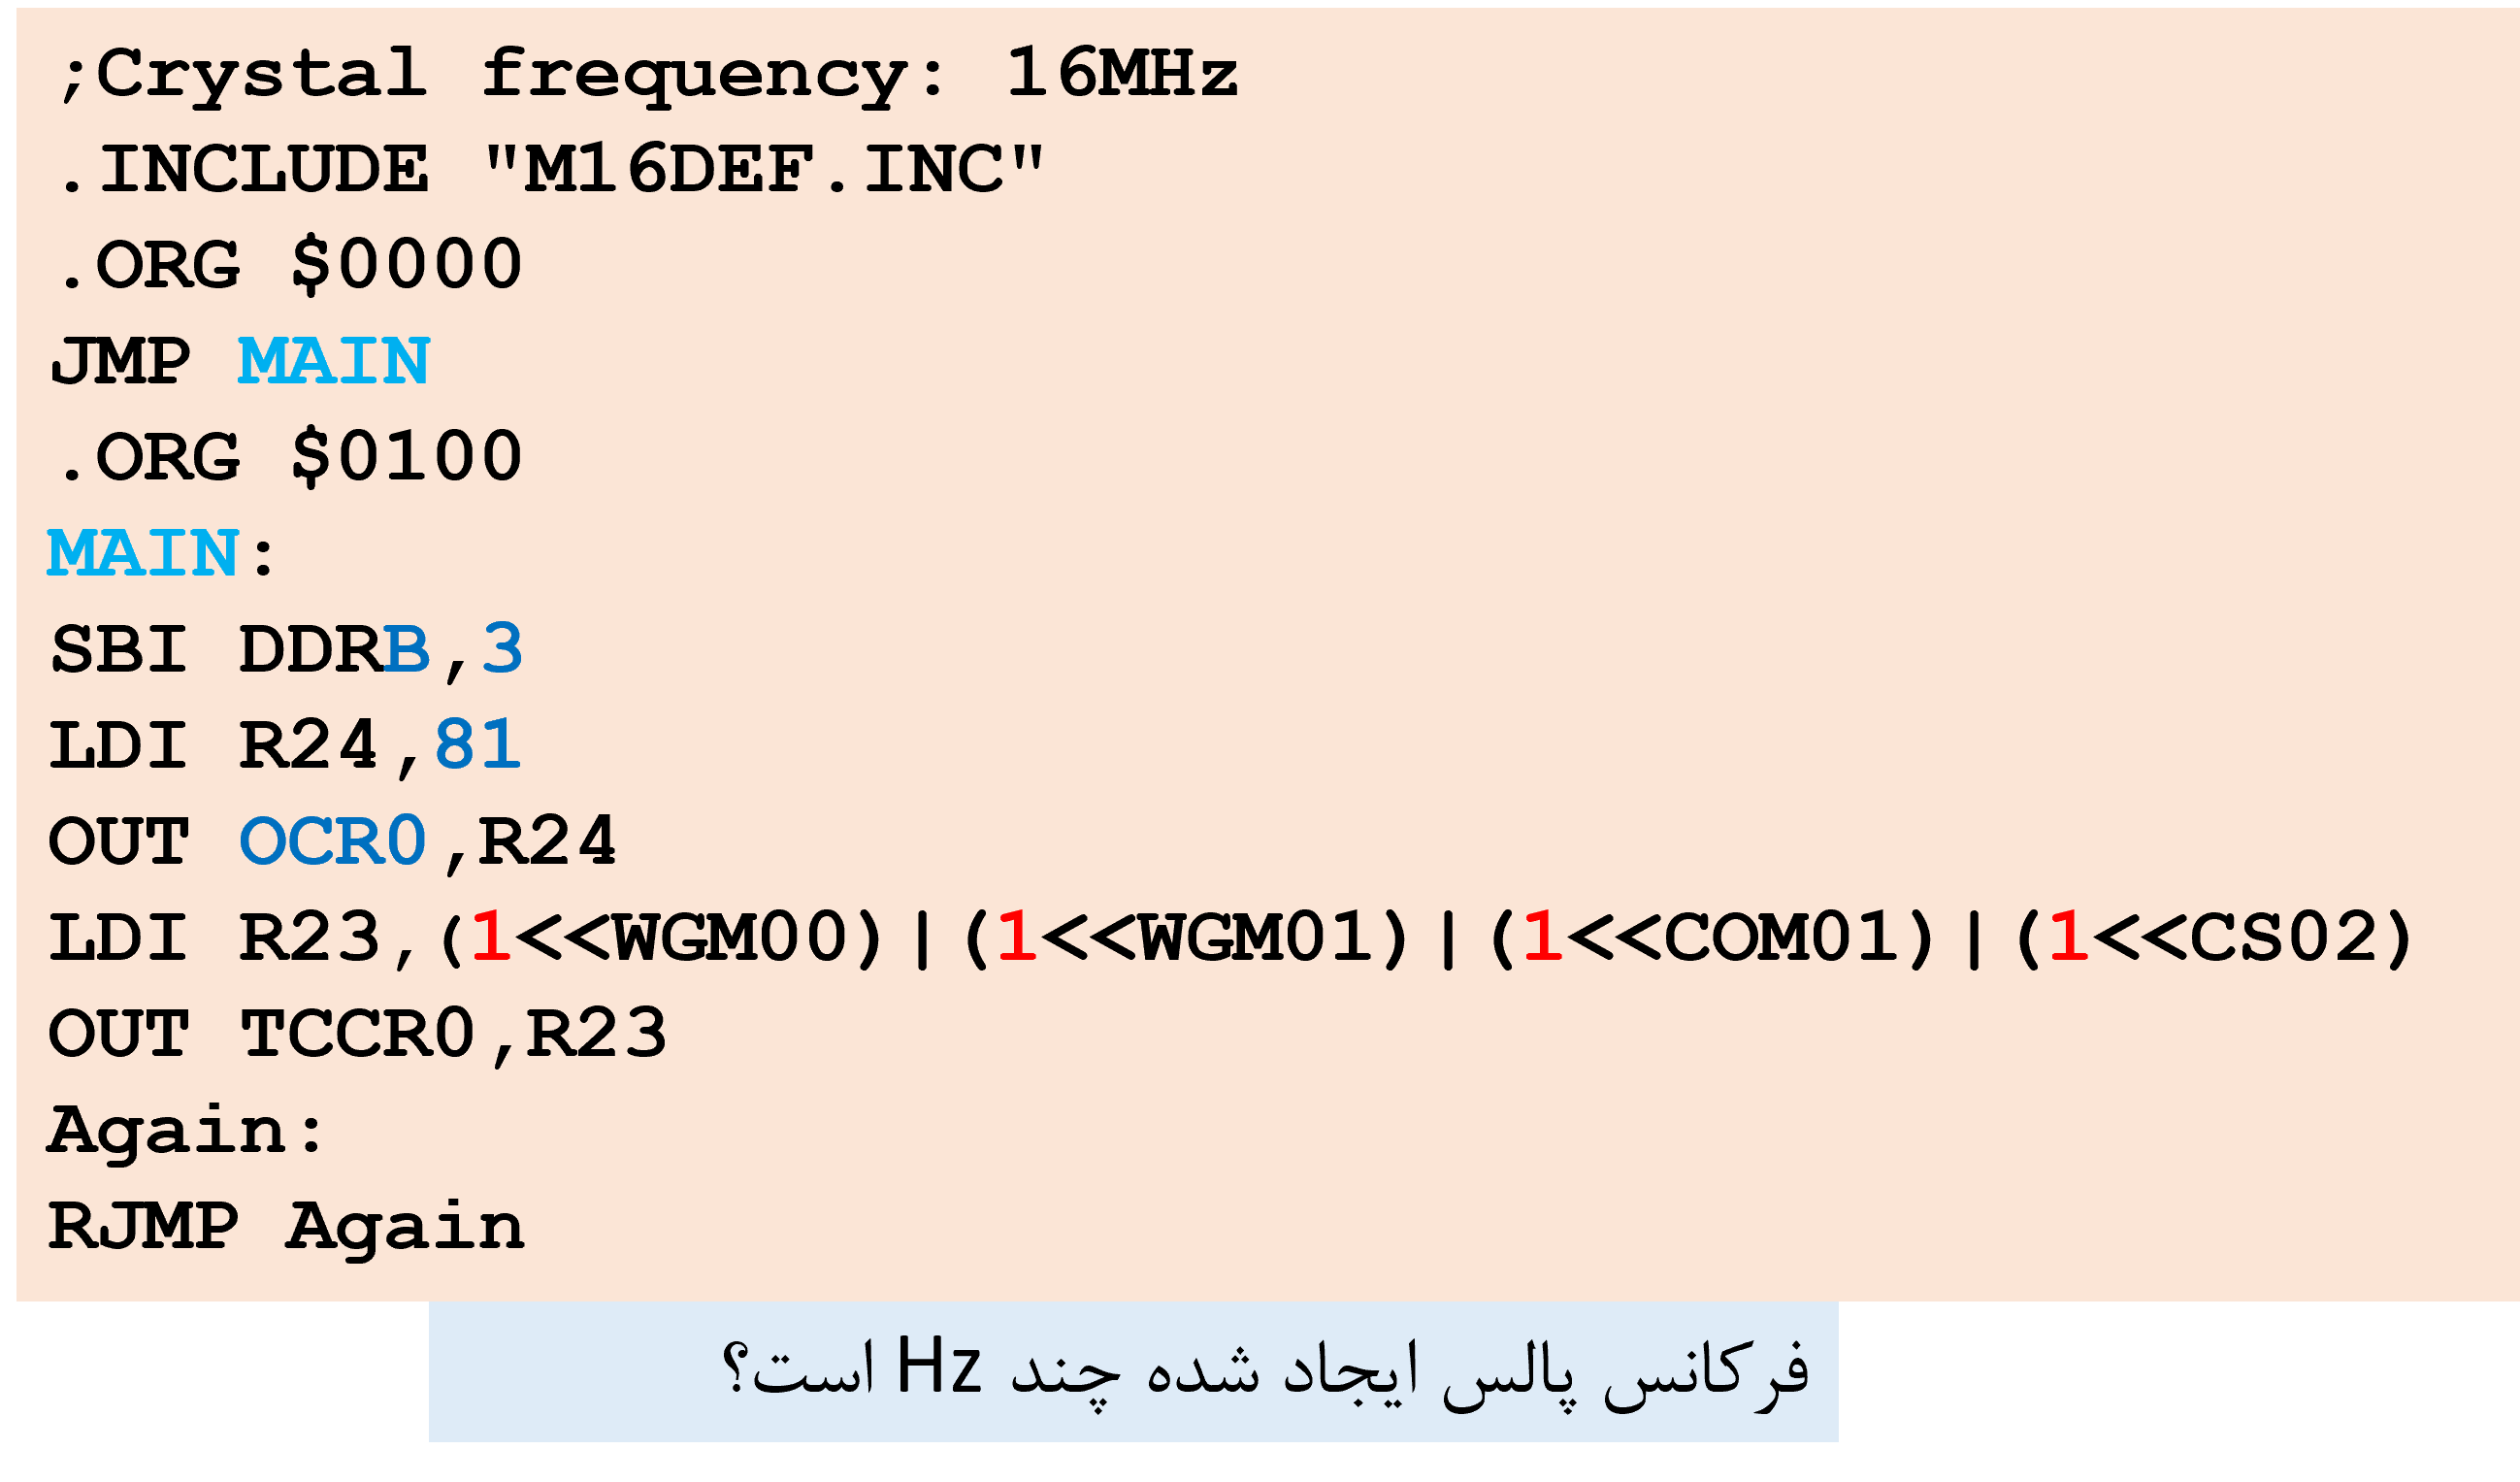 ;Crystal frequency: 16MHz
.INCLUDE "M16DEF.INC"
.ORG $0000
JMP MAIN
.ORG $0100
MAIN:
SBI DDRB,3
LDI R24,81
OUT OCR0,R24
LDI R23,(1<<WGM00)|(1<<WGM01)|(1<<COM01)|(1<<CS02)
OUT TCCR0,R23
Again:
RJMP Again
فرکانس پالس ایجاد شده چند Hz است؟